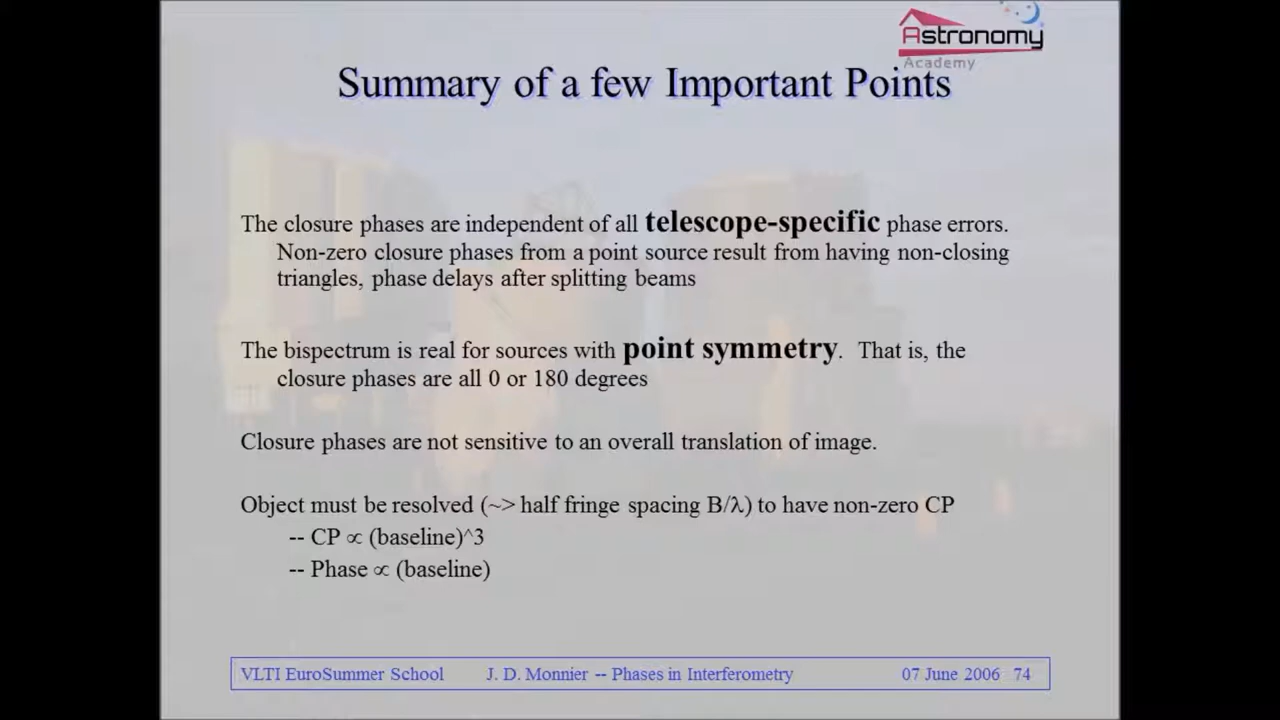 Astronomy
Academy
Summary of a few Important Points
The closure phases are independent of all telescope-specific phase errors.
Non-zero closure phases from a point source result from having non-closing
triangles, phase delays after splitting beams
The bispectrum is real for sources with point symmetry. That is, the
closure phases are all 0 or 180 degrees
Closure phases are not sensitive to an overall translation of image.
Object must be resolved (~> half fringe spacing B/λ) to have non-zero CP
-- CP ∝ (baseline)^3
-- Phase ∝ (baseline)
VLTI EuroSummer School J. D. Monnier -- Phases in Interferometry 07 June 2006 74